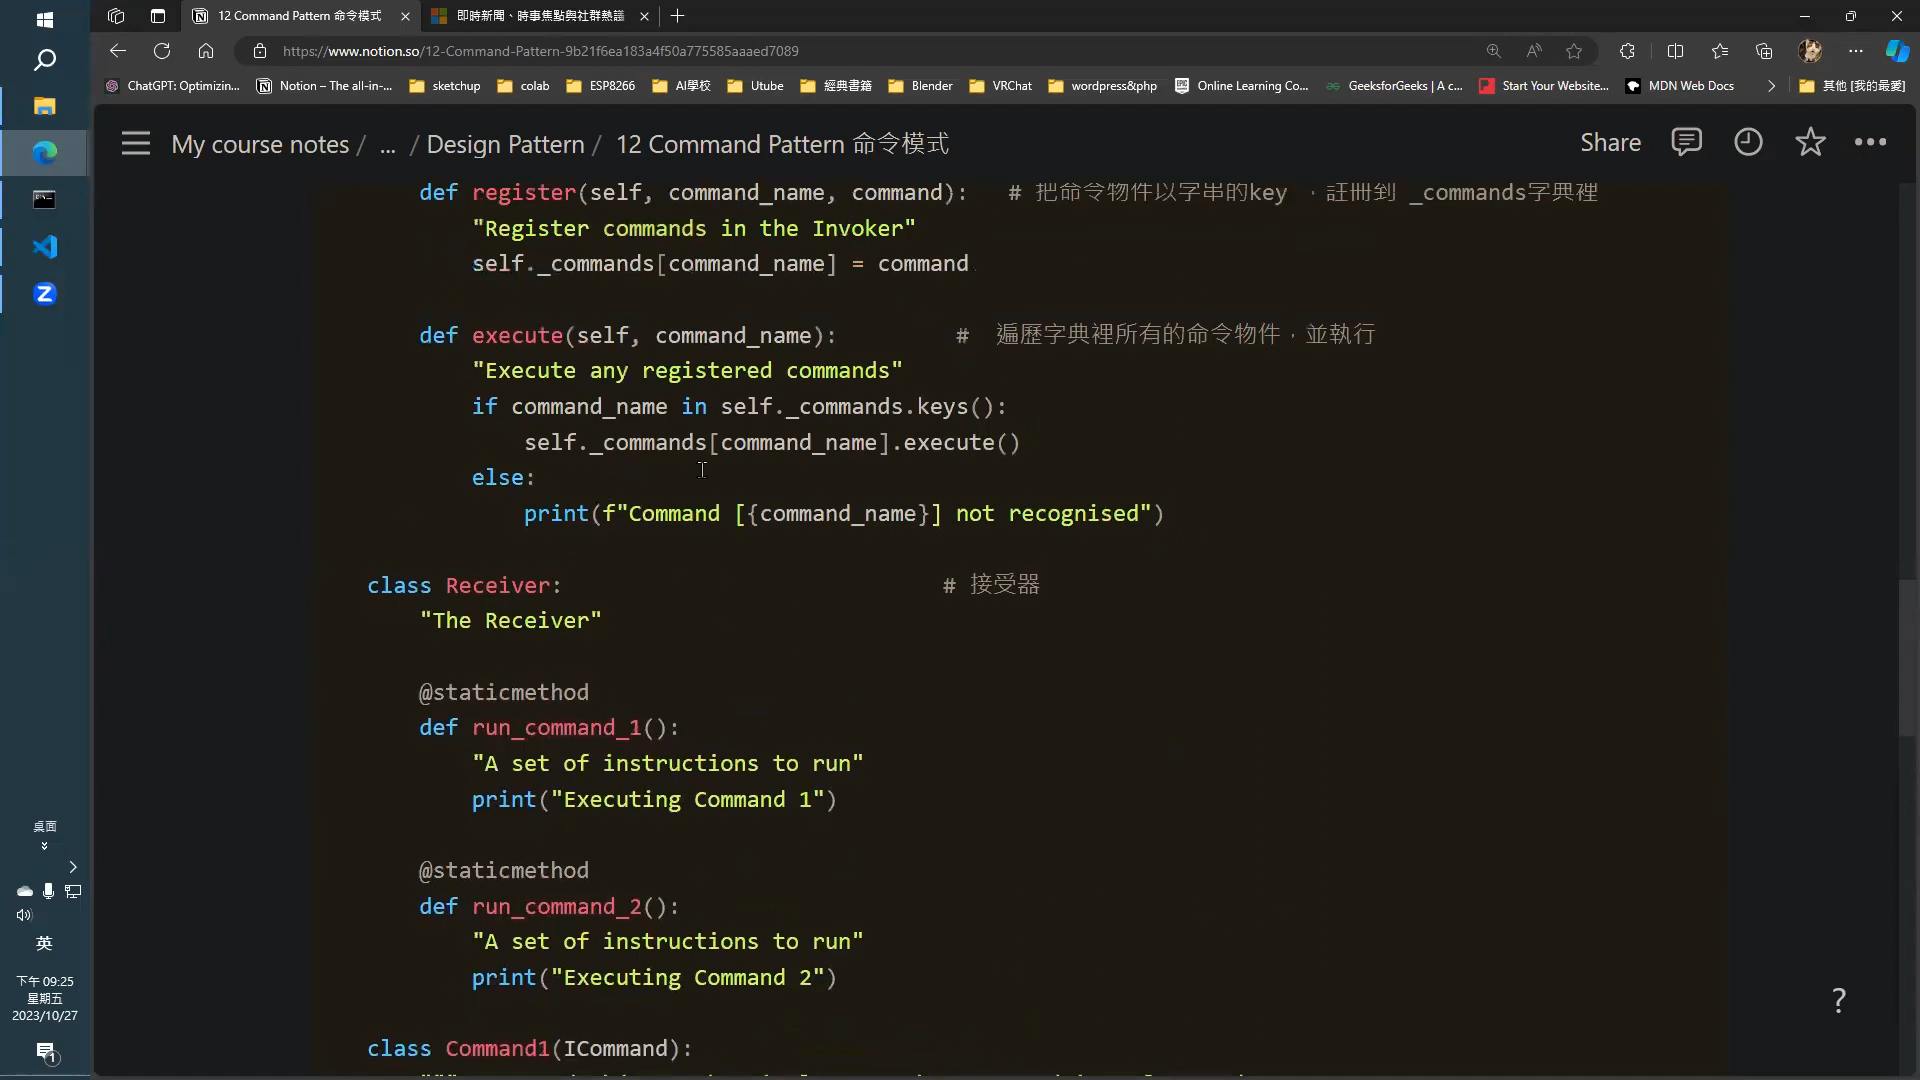 12 Command Pattern 命令模式
即時新聞、時事焦點與社群熱議
https://www.notion.so/12-Command-Pattern-9b21f6ea183a4f50a775585aaaed7089
ChatGPT: Optimizin...
Notion – The all-in-...
sketchup
colab
ESP8266
AI學校
Utube
經典書籍
Blender
VRChat
wordpress&php
Online Learning Co...
GeeksforGeeks | A c...
Start Your Website...
MDN Web Docs
其他 [我的最愛]
My course notes / ... / Design Pattern / 12 Command Pattern 命令模式
Share
def register(self, command_name, command):   # 把命令物件以字串的key ，註冊到 _commands字典裡
"Register commands in the Invoker"
self._commands[command_name] = command
def execute(self, command_name):   #  遍歷字典裡所有的命令物件，並執行
"Execute any registered commands"
if command_name in self._commands.keys():
self._commands[command_name].execute()
else:
print(f"Command [{command_name}] not recognised")
class Receiver:   # 接受器
"The Receiver"
@staticmethod
def run_command_1():
"A set of instructions to run"
print("Executing Command 1")
@staticmethod
def run_command_2():
"A set of instructions to run"
print("Executing Command 2")
class Command1(ICommand):
桌面
英
下午 09:25
星期五
2023/10/27
1
?